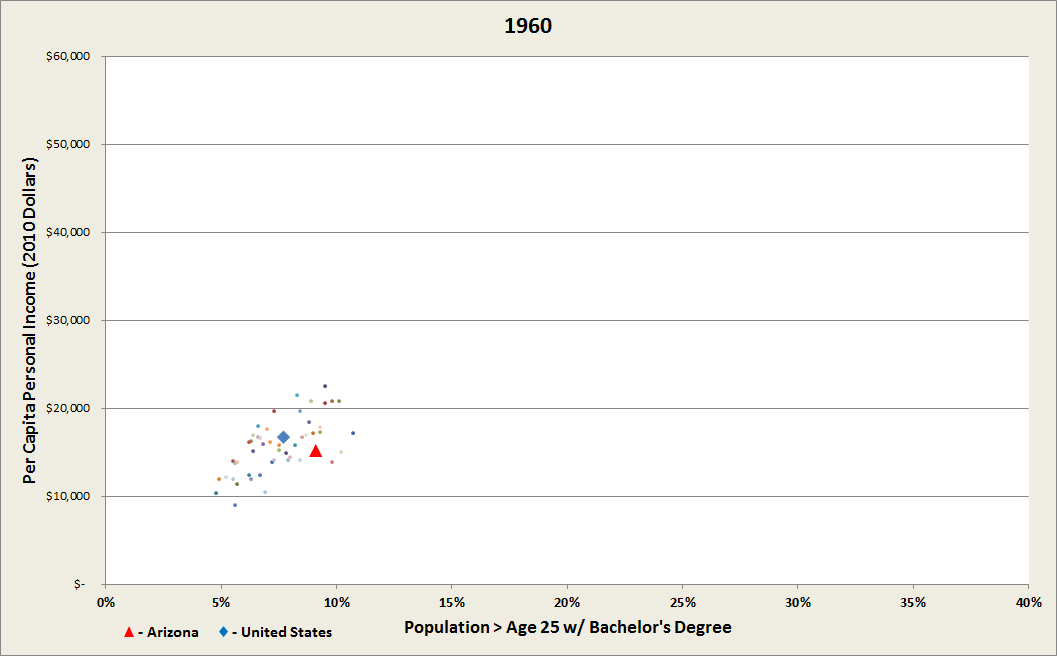 1960
Per Capita Personal Income (2010 Dollars)
$60,000
$50,000
$40,000
$30,000
$20,000
$10,000
$-
0% 5% 10% 15% 20% 25% 30% 35% 40%
Population > Age 25 w/ Bachelor's Degree
- Arizona - United States